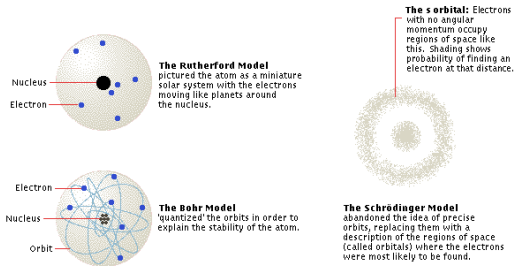 Nucleus
Electron
The Rutherford Model
pictured the atom as a miniature
solar system with the electrons
moving like planets around
the nucleus.
Electron
Nucleus
Orbit
The Bohr Model
'quantized' the orbits in order to
explain the stability of the atom.
The s orbital: Electrons
with no angular
momentum occupy
regions of space like
this. Shading shows
probability of finding an
electron at that distance.
The Schrödinger Model
abandoned the idea of precise
orbits, replacing them with a
description of the regions of space
(called orbitals) where the electrons
were most likely to be found.